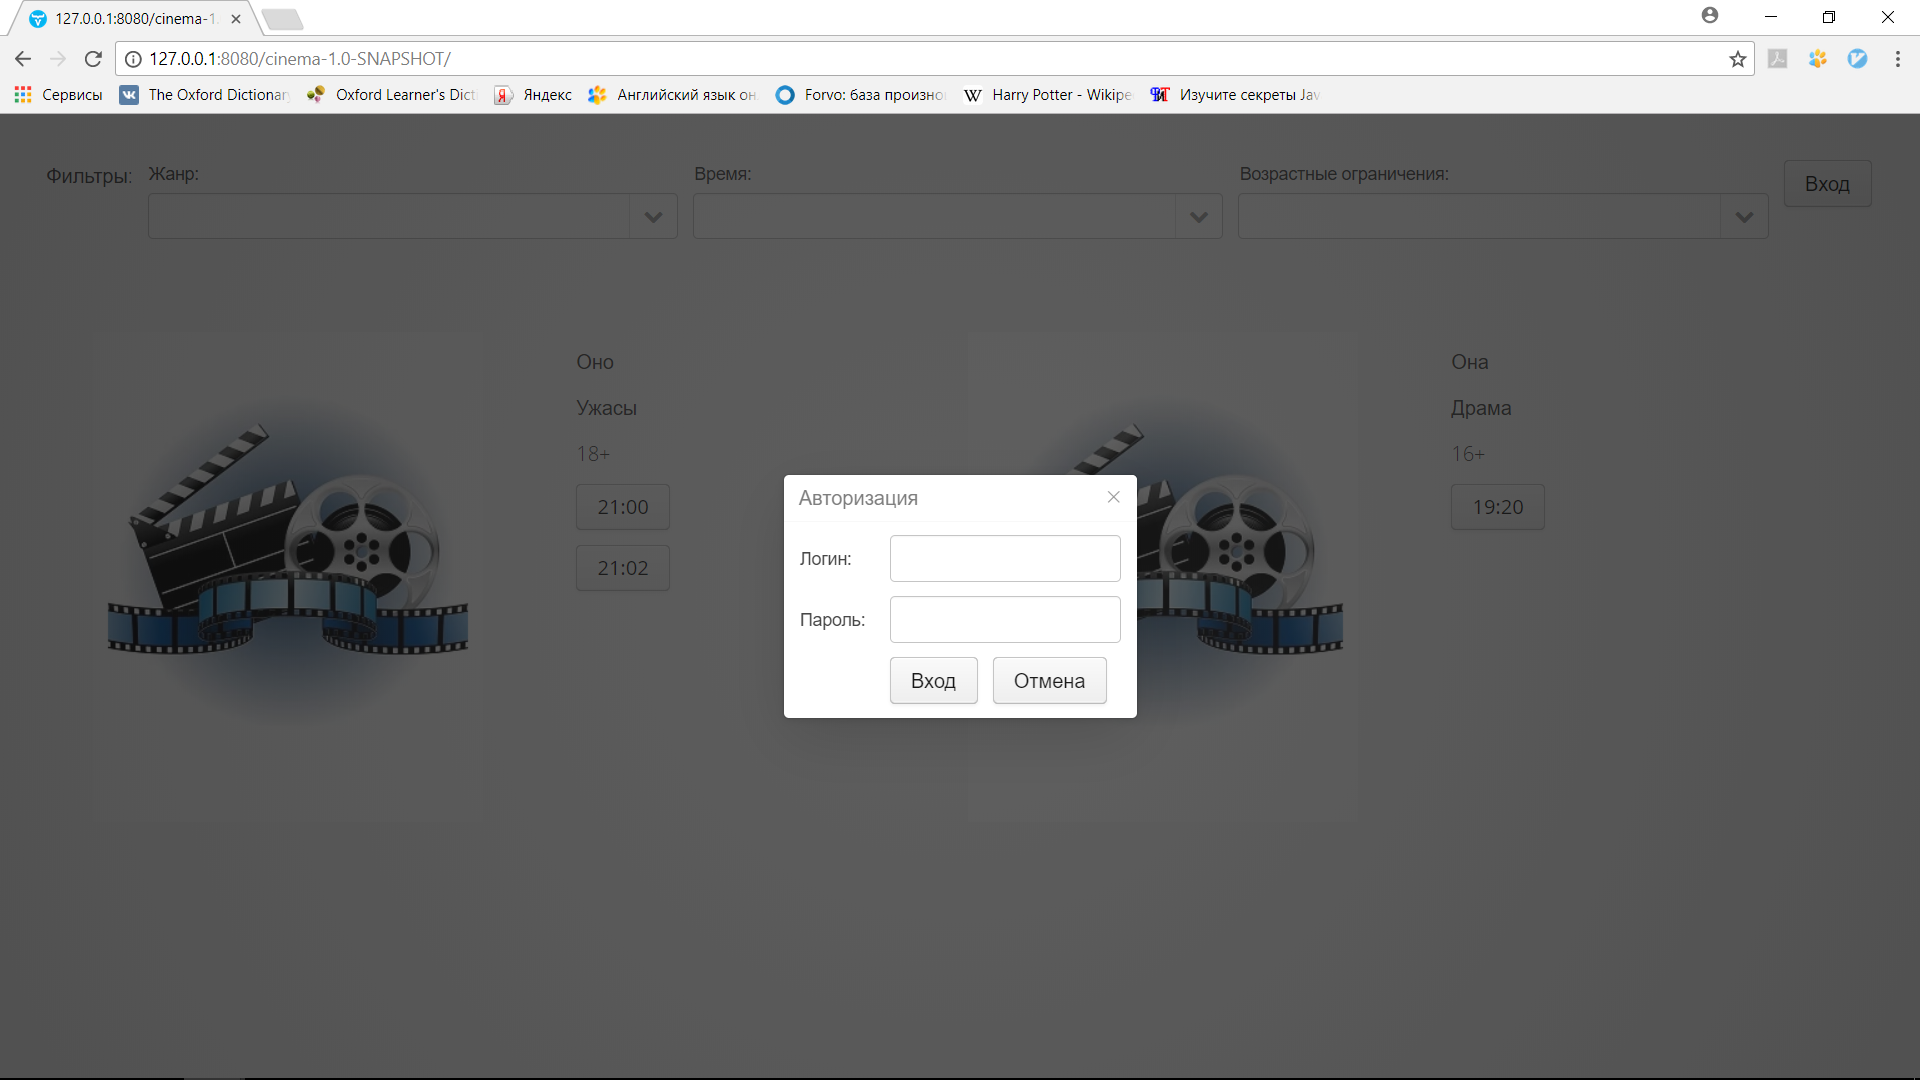 127.0.0.1:8080/cinema-1.
127.0.0.1:8080/cinema-1.0-SNAPSHOT/
Сервисы The Oxford Dictionar Oxford Learner's Dict Яндекс Английский язык он Forvo: база произно Harry Potter - Wikipe Изучите секреты Jav
Фильтры: Жанр: Время: Возрастные ограничения: Вход
Оно
Ужасы
18+
21:00
21:02
Она
Драма
16+
19:20
Авторизация
Логин:
Пароль:
Вход Отмена